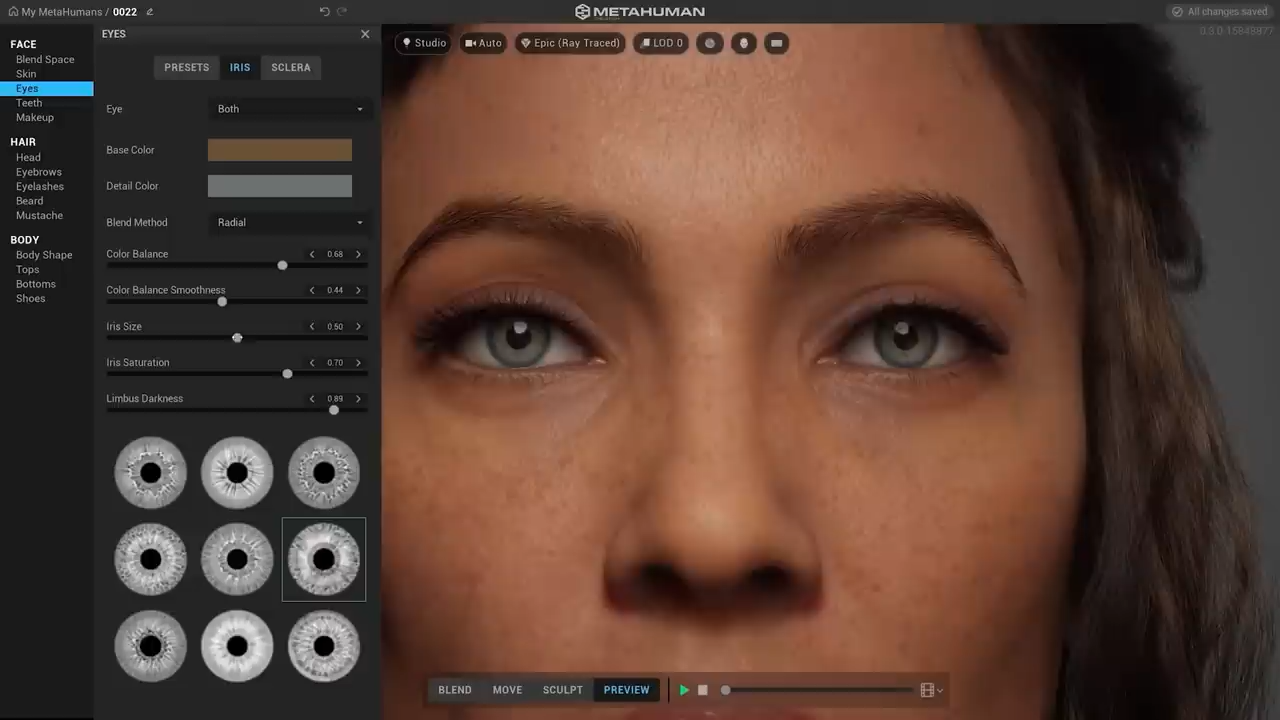 My MetaHumans / 0022
METAHUMAN
All changes saved
0.3.0.15848877
FACE
Blend Space
Skin
Eyes
Teeth
Makeup
HAIR
Head
Eyebrows
Eyelashes
Beard
Mustache
BODY
Body Shape
Tops
Bottoms
Shoes
EYES
PRESETS
IRIS
SCLERA
Eye
Both
Base Color
Detail Color
Blend Method
Radial
Color Balance
0.68
Color Balance Smoothness
0.44
Iris Size
0.50
Iris Saturation
0.70
Limbus Darkness
0.89
Studio
Auto
Epic (Ray Traced)
LOD 0
BLEND
MOVE
SCULPT
PREVIEW